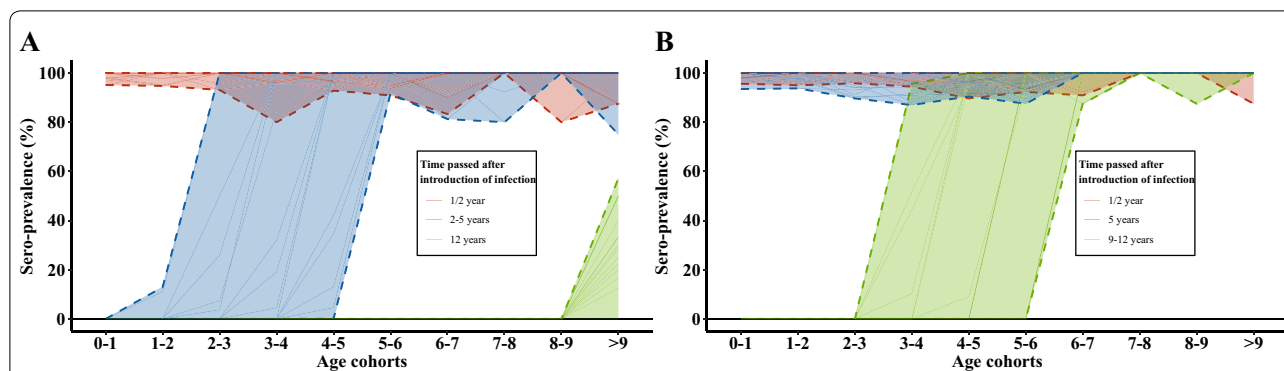 A
100
80
60
40
20
0
Sero-prevalence (%)
Time passed after
introduction of infection
1/2 year
2-5 years
12 years
0-1 1-2 2-3 3-4 4-5 5-6 6-7 7-8 8-9 >9
Age cohorts
B
100
80
60
40
20
0
Sero-prevalence (%)
Time passed after
introduction of infection
1/2 year
5 years
9-12 years
0-1 1-2 2-3 3-4 4-5 5-6 6-7 7-8 8-9 >9
Age cohorts